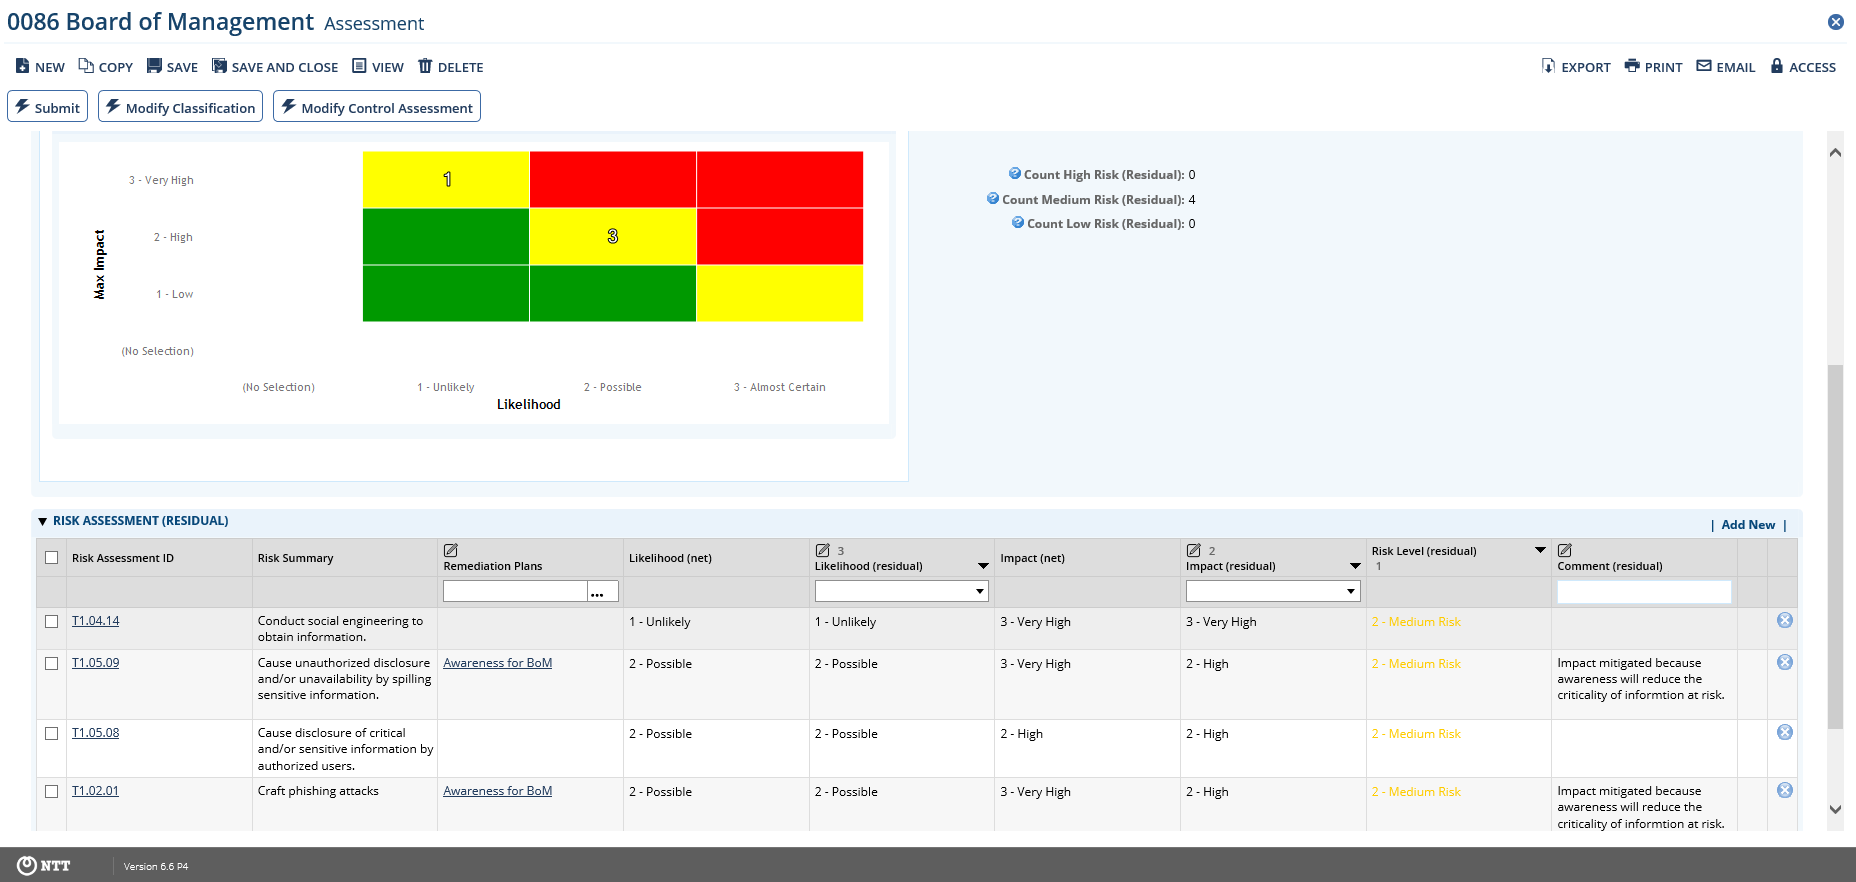 0086 Board of Management Assessment
NEW COPY SAVE SAVE AND CLOSE VIEW DELETE EXPORT PRINT EMAIL ACCESS
Submit Modify Classification Modify Control Assessment
3 - Very High
2 - High
1 - Low
(No Selection)
Max Impact
1
3
(No Selection) 1 - Unlikely 2 - Possible 3 - Almost Certain
Likelihood
Count High Risk (Residual): 0
Count Medium Risk (Residual): 4
Count Low Risk (Residual): 0
RISK ASSESSMENT (RESIDUAL)
| Add New |
Risk Assessment ID
Risk Summary
Remediation Plans
Likelihood (net)
3
Likelihood (residual)
Impact (net)
2
Impact (residual)
Risk Level (residual)
1
Comment (residual)
...
T1.04.14
Conduct social engineering to
obtain information.
1 - Unlikely
1 - Unlikely
3 - Very High
3 - Very High
2 - Medium Risk
T1.05.09
Cause unauthorized disclosure
and/or unavailability by spilling
sensitive information.
Awareness for BoM
2 - Possible
2 - Possible
3 - Very High
2 - High
2 - Medium Risk
Impact mitigated because
awareness will reduce the
criticality of informtion at risk.
T1.05.08
Cause disclosure of critical
and/or sensitive information by
authorized users.
2 - Possible
2 - Possible
2 - High
2 - High
2 - Medium Risk
T1.02.01
Craft phishing attacks
Awareness for BoM
2 - Possible
2 - Possible
3 - Very High
2 - High
2 - Medium Risk
Impact mitigated because
awareness will reduce the
criticality of informtion at risk.
NTT
Version 6.6 P4